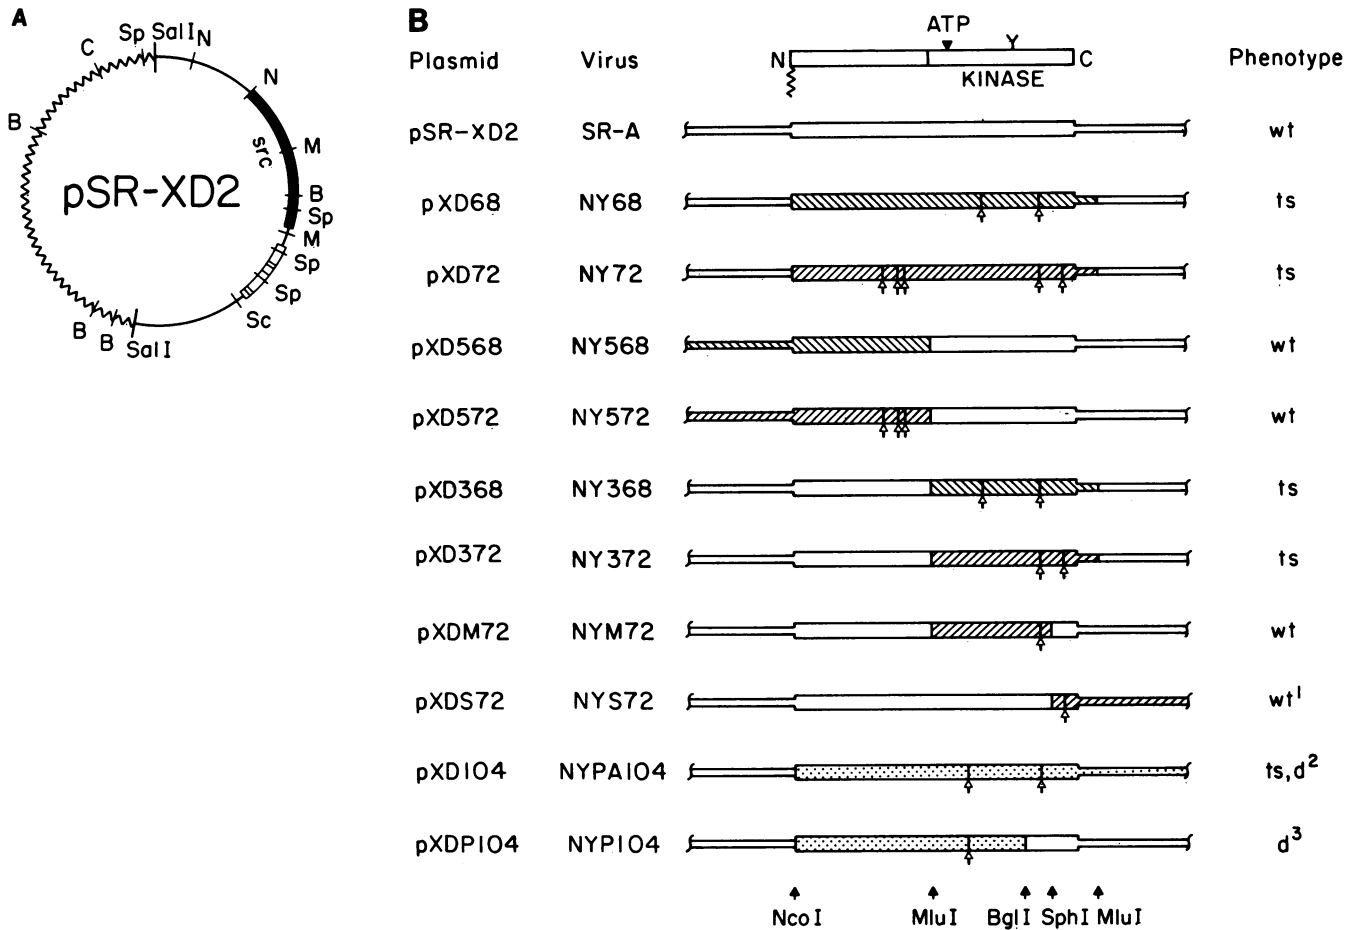 A
Sp SalI N
C
N
B
M
src
pSR-XD2
B
Sp
M
Sp
Sp
Sc
B B SalI
B
ATP
Y
Plasmid Virus N C Phenotype
KINASE
pSR-XD2 SR-A wt
pXD68 NY68 ts
pXD72 NY72 ts
pXD568 NY568 wt
pXD572 NY572 wt
pXD368 NY368 ts
pXD372 NY372 ts
pXDM72 NYM72 wt
pXDS72 NYS72 wt1
pXD104 NYPA104 ts,d2
pXDP104 NYP104 d3
NcoI MluI BglI SphI MluI